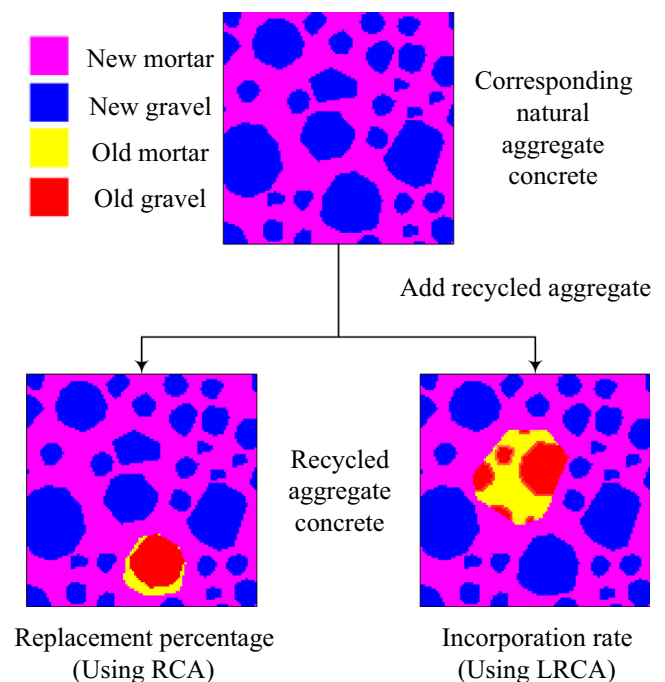 New mortar
New gravel
Old mortar
Old gravel
Corresponding
natural
aggregate
concrete
Add recycled aggregate
Recycled
aggregate
concrete
Replacement percentage
(Using RCA)
Incorporation rate
(Using LRCA)